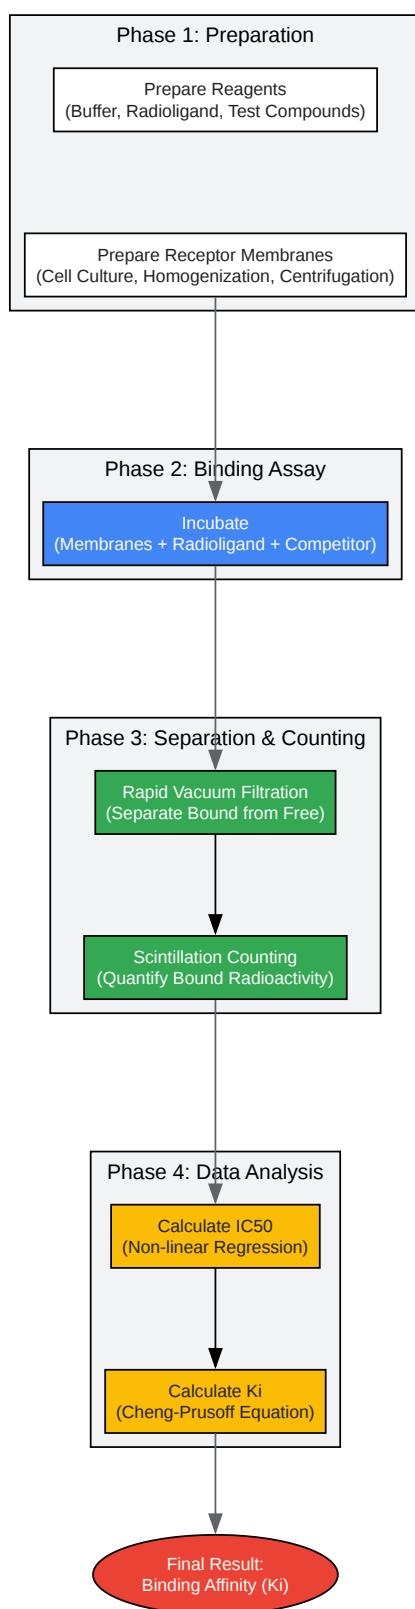 Phase 1: Preparation
Prepare Reagents
(Buffer, Radioligand, Test Compounds)
Prepare Receptor Membranes
(Cell Culture, Homogenization, Centrifugation)
Phase 2: Binding Assay
Incubate
(Membranes + Radioligand + Competitor)
Phase 3: Separation & Counting
Rapid Vacuum Filtration
(Separate Bound from Free)
Scintillation Counting
(Quantify Bound Radioactivity)
Phase 4: Data Analysis
Calculate IC50
(Non-linear Regression)
Calculate Ki
(Cheng-Prusoff Equation)
Final Result:
Binding Affinity (Ki)